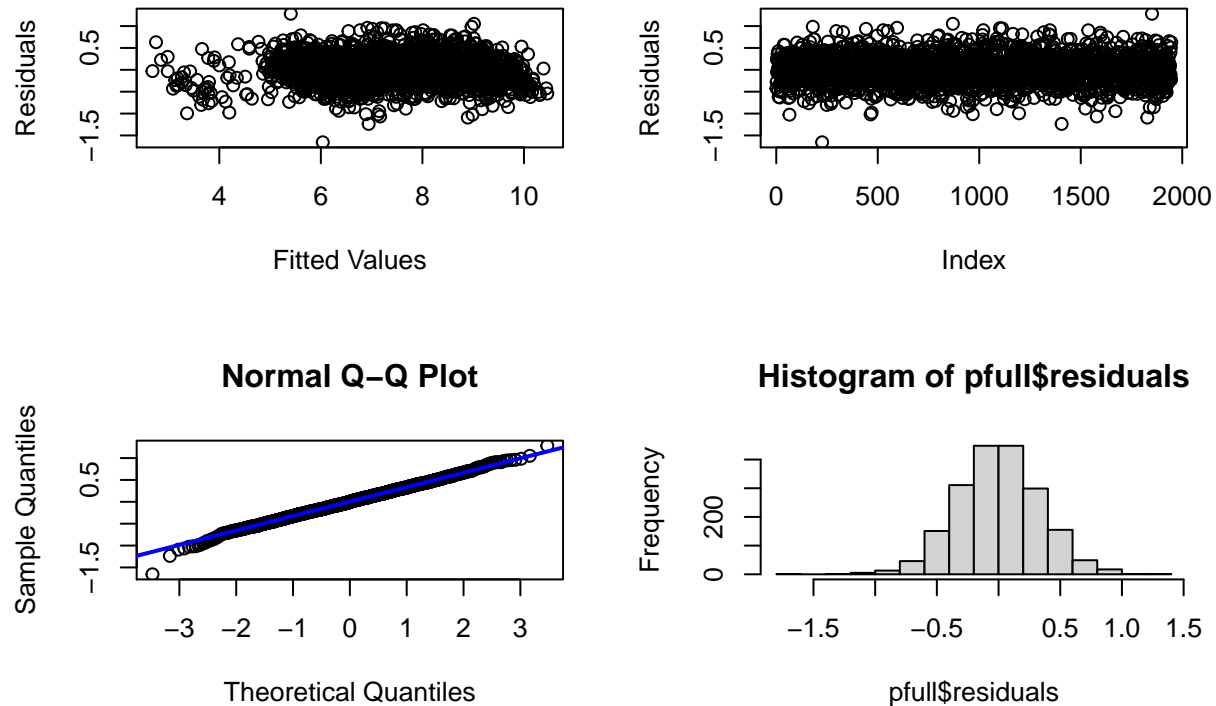 Residuals
0.5
−1.5
4 6 8 10
Fitted Values
Residuals
0.5
−1.5
0 500 1000 1500 2000
Index
Normal Q−Q Plot
Sample Quantiles
0.5
−1.5
−3 −2 −1 0 1 2 3
Theoretical Quantiles
Histogram of pfull$residuals
Frequency
200
0
−1.5 −0.5 0.5 1.0 1.5
pfull$residuals